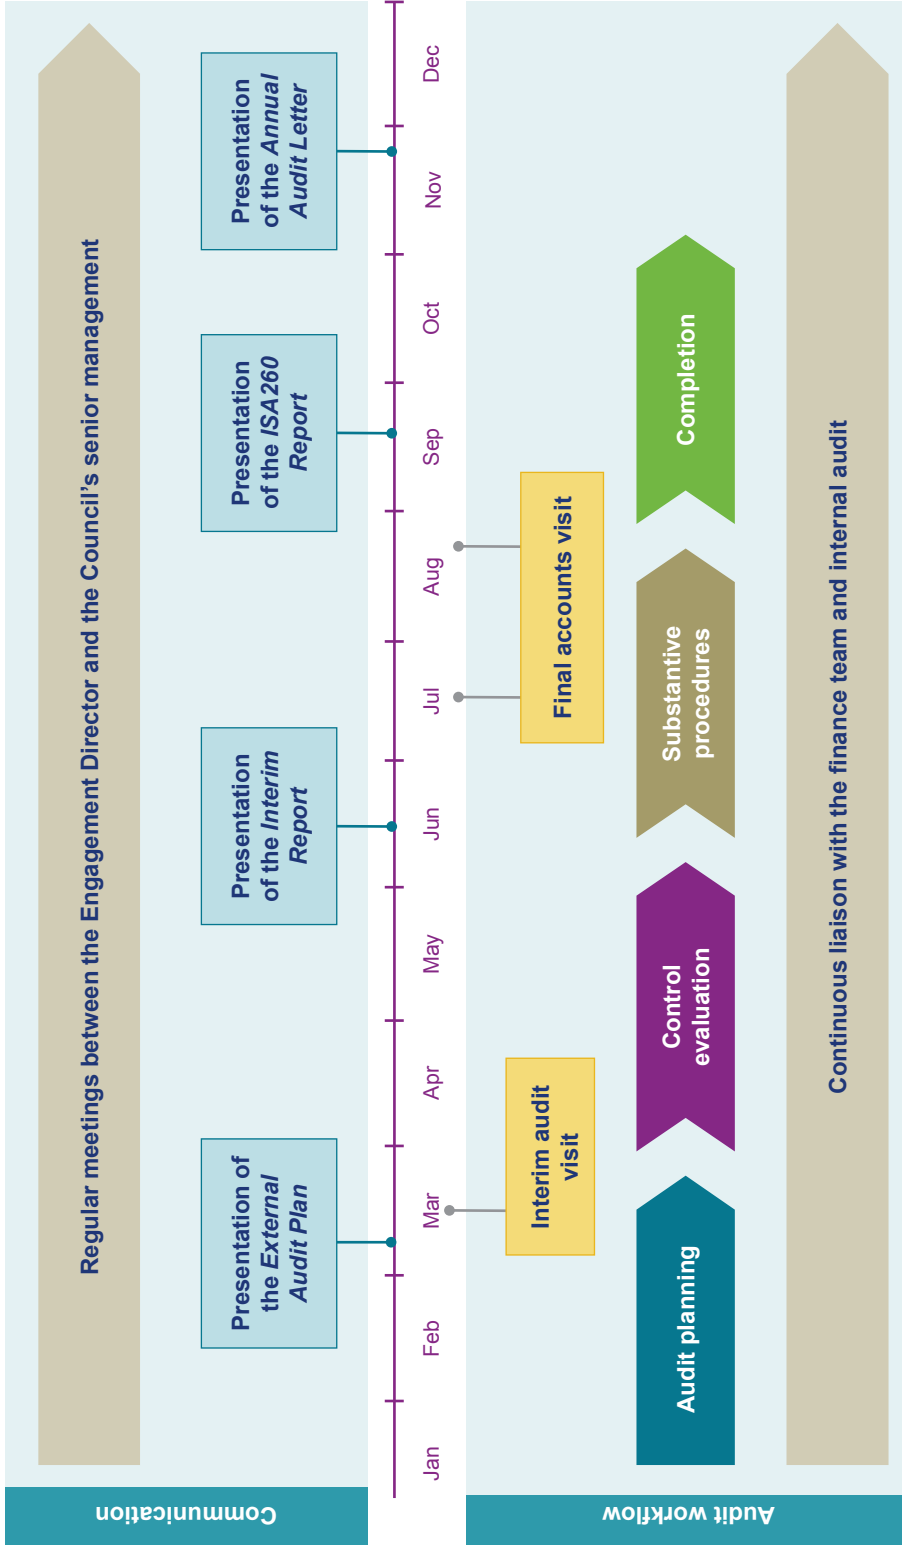 Communication
Regular meetings between the Engagement Director and the Council's senior management
Presentation of
the External
Audit Plan
Presentation
of the Interim
Report
Presentation
of the ISA260
Report
Presentation
of the Annual
Audit Letter
Jan
Feb
Mar
Apr
May
Jun
Jul
Aug
Sep
Oct
Nov
Dec
Audit workflow
Interim audit
visit
Final accounts visit
Audit planning
Control
evaluation
Substantive
procedures
Completion
Continuous liaison with the finance team and internal audit